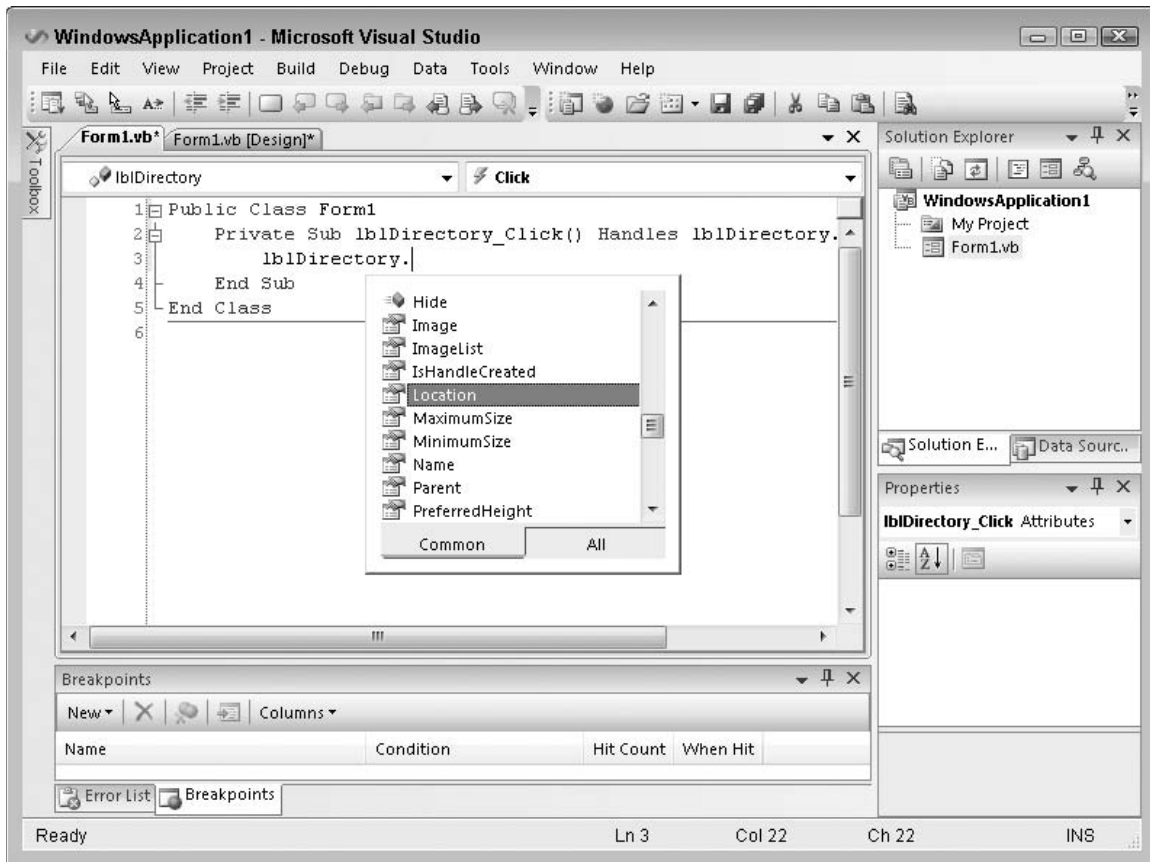 WindowsApplication1 - Microsoft Visual Studio
File Edit View Project Build Debug Data Tools Window Help
Toolbox
Form1.vb* Form1.vb [Design]*
lblDirectory Click
1 Public Class Form1
2 Private Sub lblDirectory_Click() Handles lblDirectory.
3 lblDirectory.
4 End Sub
5 End Class
6
Hide
Image
ImageList
IsHandleCreated
Location
MaximumSize
MinimumSize
Name
Parent
PreferredHeight
Common All
Solution Explorer
WindowsApplication1
My Project
Form1.vb
Solution E... Data Sourc..
Properties
lblDirectory_Click Attributes
Breakpoints
New Columns
Name Condition Hit Count When Hit
Error List Breakpoints
Ready Ln 3 Col 22 Ch 22 INS